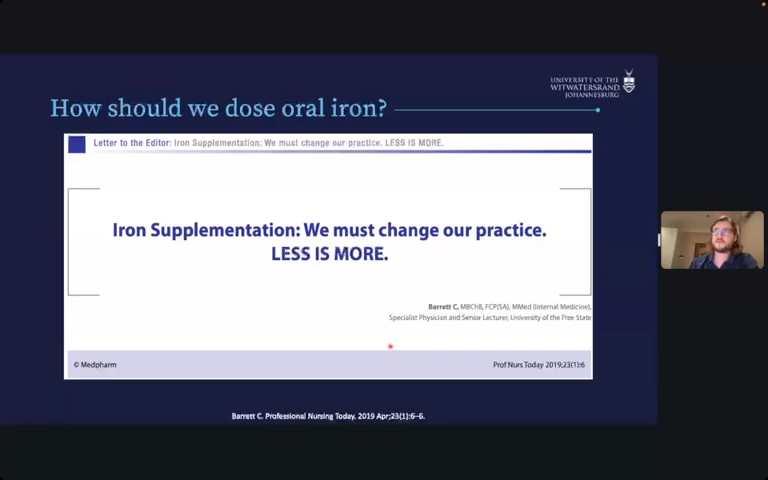 UNIVERSITY OF THE
WITWATERSRAND,
JOHANNESBURG
How should we dose oral iron?
Letter to the Editor: Iron Supplementation: We must change our practice. LESS IS MORE.
Iron Supplementation: We must change our practice.
LESS IS MORE.
Barrett C, MBChB, FCP(SA), MMed (Internal Medicine),
Specialist Physician and Senior Lecturer, University of the Free State
© Medpharm
Prof Nurs Today 2019;23(1):6
Barrett C. Professional Nursing Today. 2019 Apr;23(1):6–6.